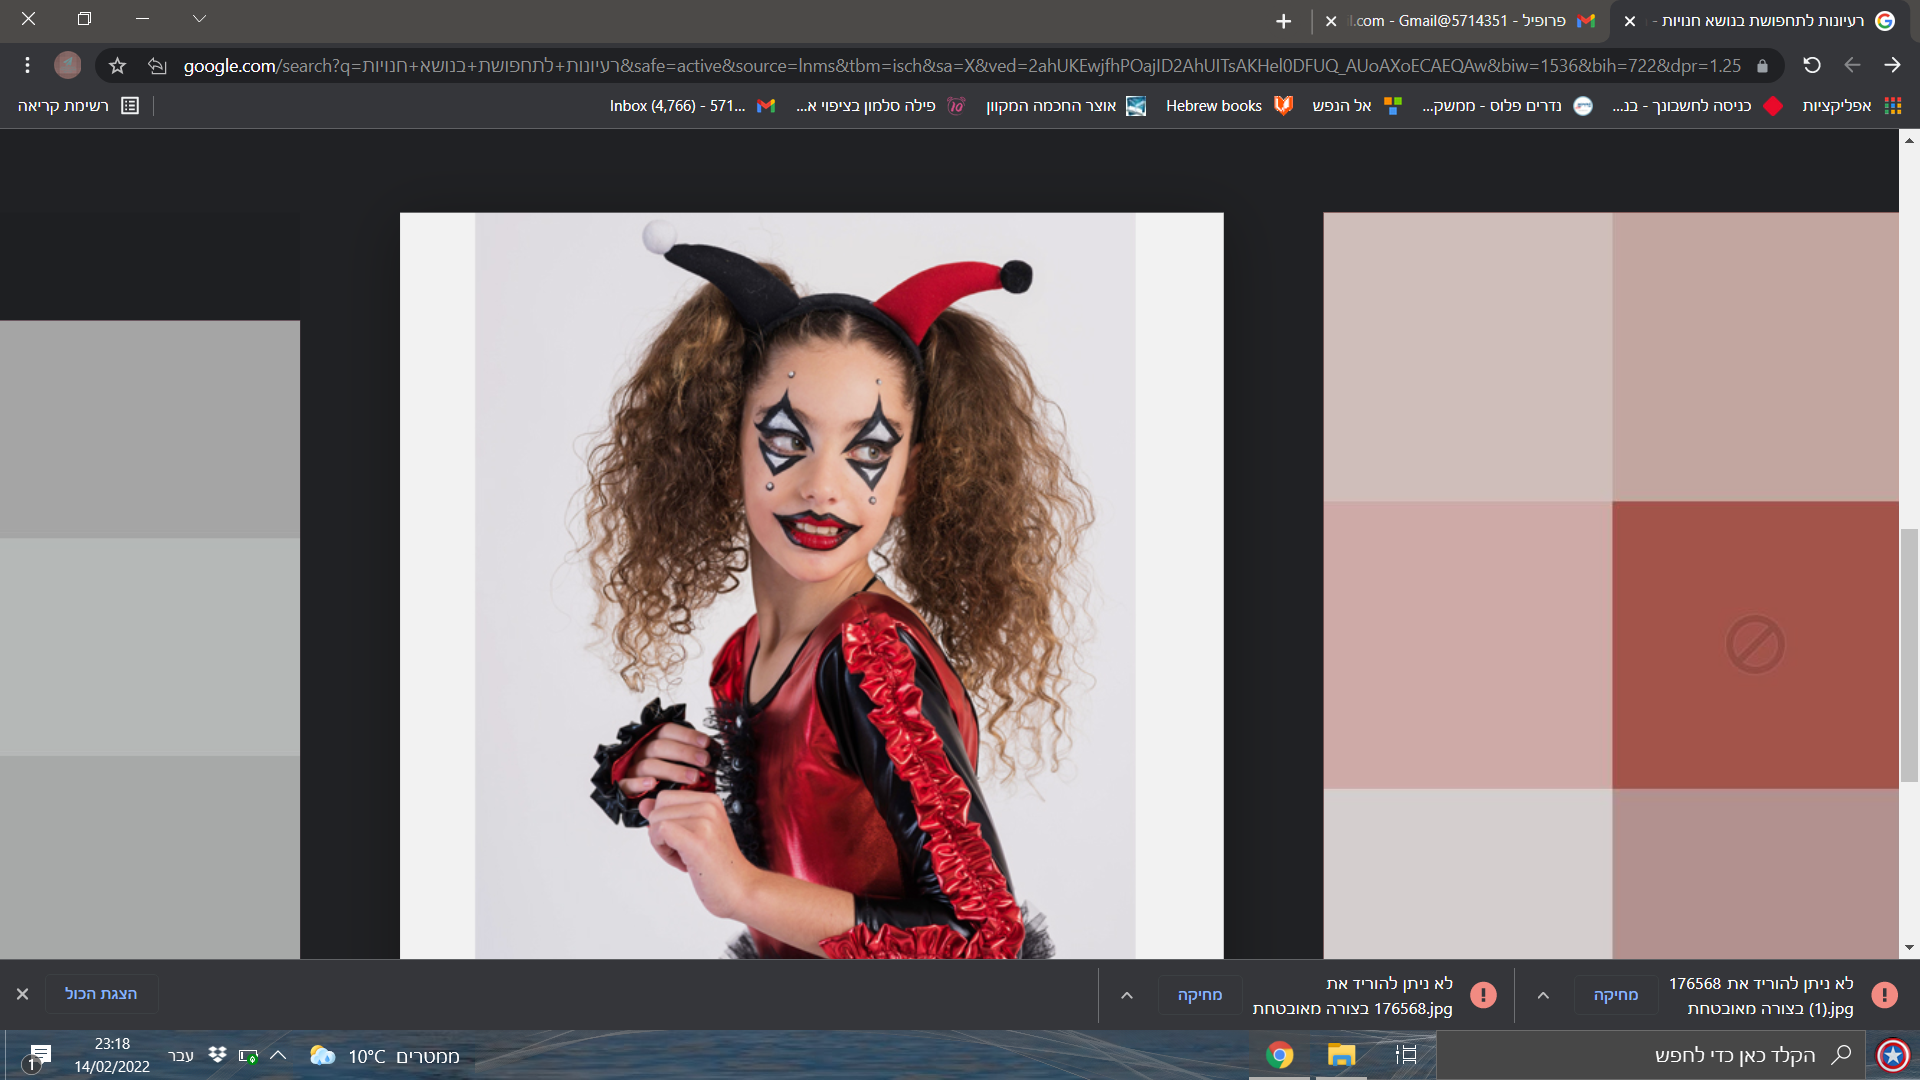 רעיונות לתחפושת בנושא חנויות -
פרופיל - 5714351@il.com - Gmail
google.com/search?q=רעיונות+לתחפושת+בנושא+חנויות&safe=active&source=lnms&tbm=isch&sa=X&ved=2ahUKEwjfhPOajID2AhUITsAKHel0DFUQ_AUoAXoECAEQAw&biw=1536&bih=722&dpr=1.25
אפליקציות
כניסה לחשבונך - בנ...
נדרים פלוס - ממשק...
אל הנפש
Hebrew books
אוצר החכמה המקוון
פילה סלמון בציפוי א...
Inbox (4,766) - 571...
רשימת קריאה
לא ניתן להוריד את 176568
(1).jpg בצורה מאובטחת
מחיקה
לא ניתן להוריד את
176568.jpg בצורה מאובטחת
מחיקה
הצגת הכול
הקלד כאן כדי לחפש
10°C ממטרים
עבר
23:18
14/02/2022
1